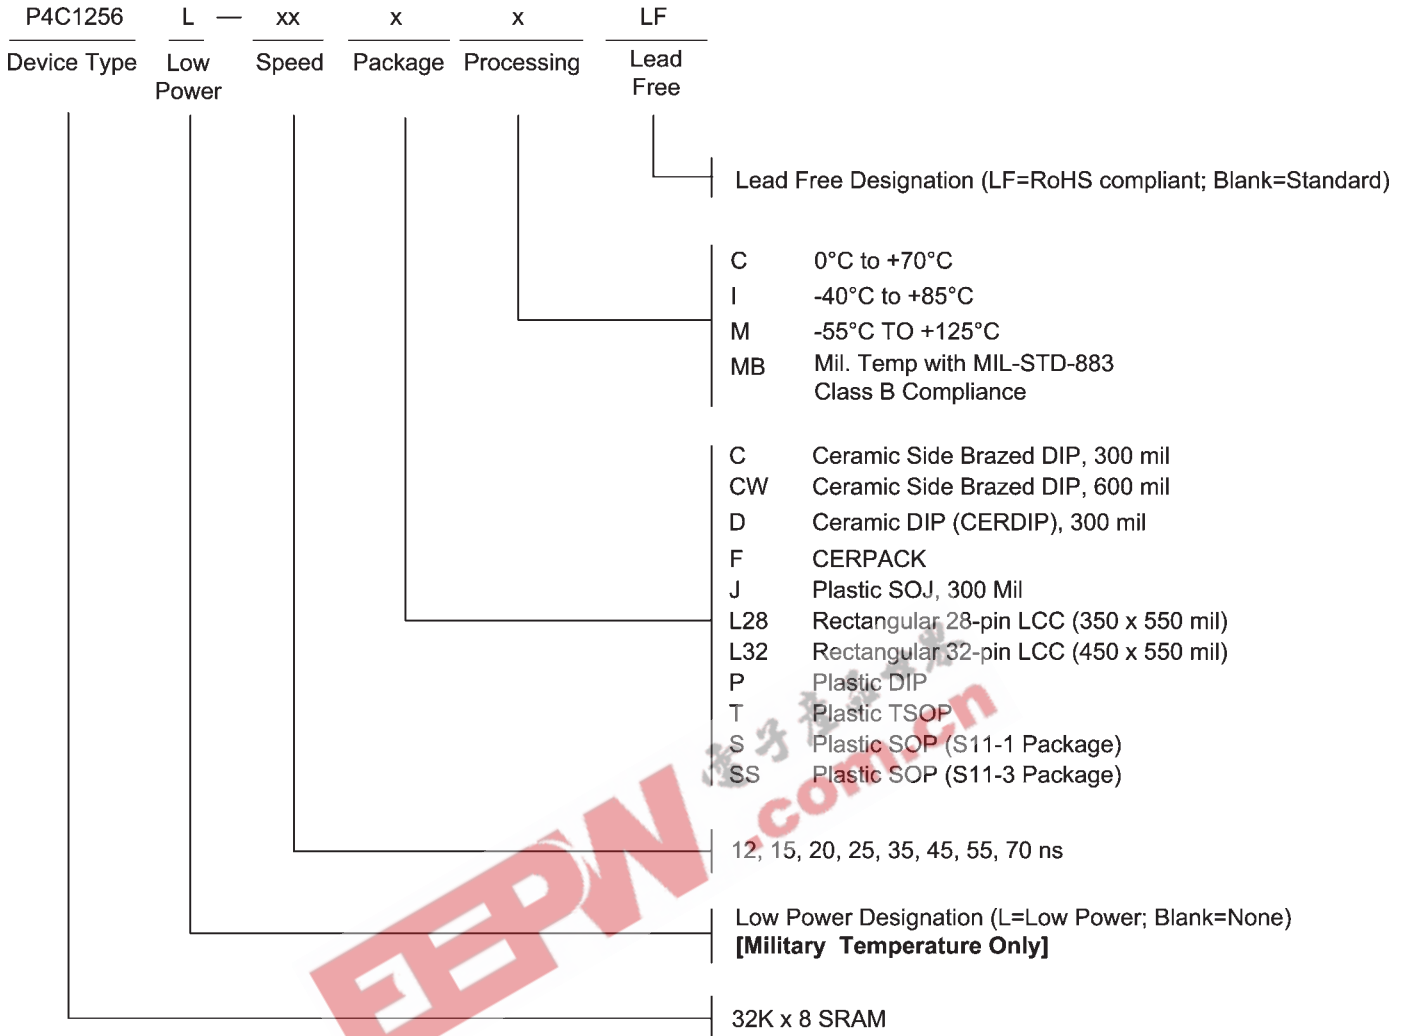 P4C1256 L — xx x x LF
Device Type Low Power Speed Package Processing Lead Free
Lead Free Designation (LF=RoHS compliant; Blank=Standard)
C 0°C to +70°C
I -40°C to +85°C
M -55°C TO +125°C
MB Mil. Temp with MIL-STD-883
Class B Compliance
C Ceramic Side Brazed DIP, 300 mil
CW Ceramic Side Brazed DIP, 600 mil
D Ceramic DIP (CERDIP), 300 mil
F CERPACK
J Plastic SOJ, 300 Mil
L28 Rectangular 28-pin LCC (350 x 550 mil)
L32 Rectangular 32-pin LCC (450 x 550 mil)
P Plastic DIP
T Plastic TSOP
S Plastic SOP (S11-1 Package)
SS Plastic SOP (S11-3 Package)
12, 15, 20, 25, 35, 45, 55, 70 ns
Low Power Designation (L=Low Power; Blank=None)
[Military Temperature Only]
32K x 8 SRAM
EEPW.com.cn
電子產品世界